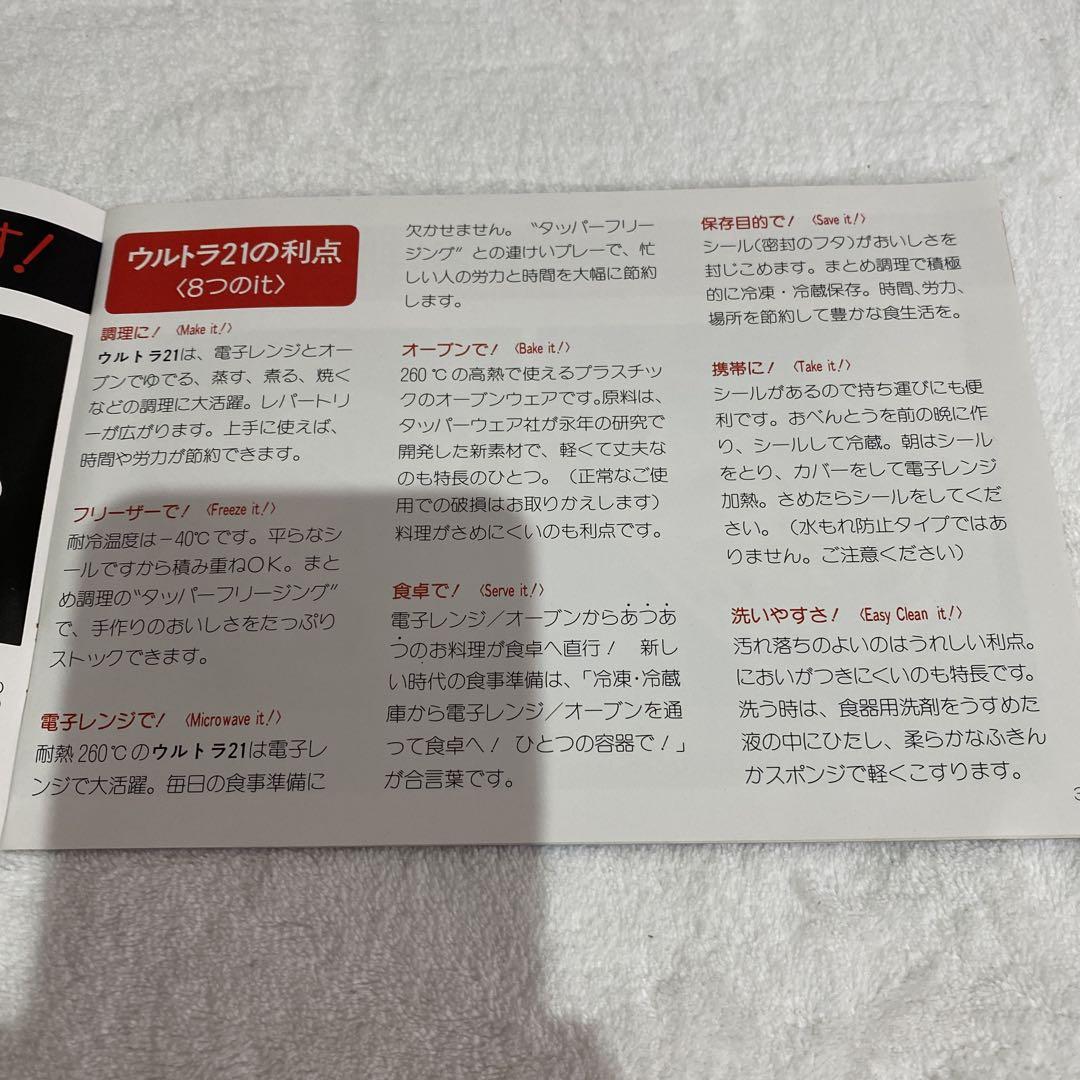 す!
ウルトラ21の利点
〈8つのit〉
調理に! 〈Make it!〉
ウルトラ21は、電子レンジとオー
ブンでゆでる、蒸す、煮る、焼く
などの調理に大活躍。レパートリ
ーが広がります。上手に使えば、
時間や労力が節約できます。
フリーザーで! 〈Freeze it!〉
耐冷温度は−40℃です。平らなシ
ールですから積み重ねOK。まと
め調理の“タッパーフリージング”
で、手作りのおいしさをたっぷり
ストックできます。
電子レンジで! 〈Microwave it!〉
耐熱260℃のウルトラ21は電子レ
ンジで大活躍。毎日の食事準備に
欠かせません。“タッパーフリー
ジング”との連けいプレーで、忙
しい人の労力と時間を大幅に節約
します。
オーブンで! 〈Bake it!〉
260℃の高熱で使えるプラスチッ
クのオーブンウェアです。原料は、
タッパーウェア社が永年の研究で
開発した新素材で、軽くて丈夫な
のも特長のひとつ。(正常なご使
用での破損はお取りかえします)
料理がさめにくいのも利点です。
食卓で! 〈Serve it!〉
電子レンジ/オーブンからあつあ
つのお料理が食卓へ直行! 新し
い時代の食事準備は、「冷凍・冷蔵
庫から電子レンジ/オーブンを通
って食卓へ! ひとつの容器で!」
が合言葉です。
保存目的で! 〈Save it!〉
シール(密封のフタ)がおいしさを
封じこめます。まとめ調理で積極
的に冷凍・冷蔵保存。時間、労力、
場所を節約して豊かな食生活を。
携帯に! 〈Take it!〉
シールがあるので持ち運びにも便
利です。おべんとうを前の晩に作
り、シールして冷蔵。朝はシール
をとり、カバーをして電子レンジ
加熱。さめたらシールをしてくだ
さい。(水もれ防止タイプではあ
りません。ご注意ください)
洗いやすさ! 〈Easy Clean it!〉
汚れ落ちのよいのはうれしい利点。
においがつきにくいのも特長です。
洗う時は、食器用洗剤をうすめた
液の中にひたし、柔らかなふきん
かスポンジで軽くこすります。
3